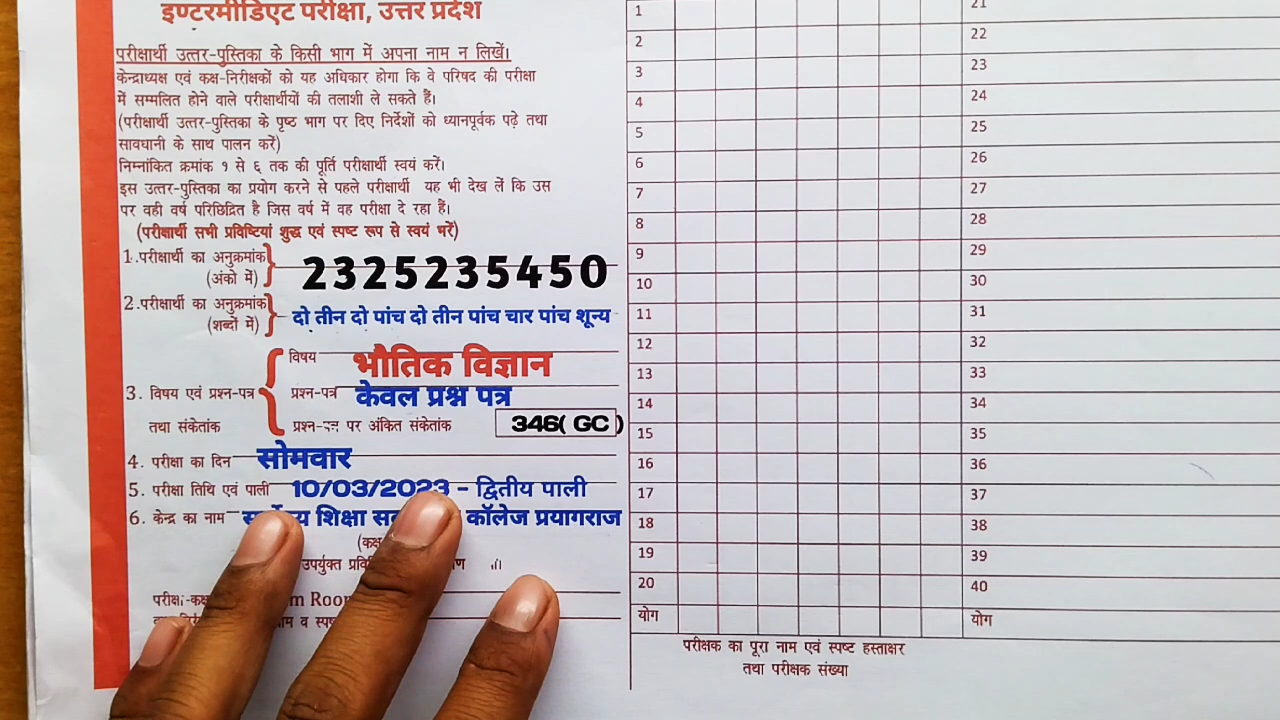 इण्टरमीडिएट परीक्षा, उत्तर प्रदेश
परीक्षार्थी उत्तर-पुस्तिका के किसी भाग में अपना नाम न लिखें।
केन्द्राध्यक्ष एवं कक्ष-निरीक्षकों को यह अधिकार होगा कि वे परिषद की परीक्षा
में सम्मलित होने वाले परीक्षार्थीयों की तलाशी ले सकते हैं।
(परीक्षार्थी उत्तर-पुस्तिका के पृष्ठ भाग पर दिए निर्देशों को ध्यानपूर्वक पढ़े तथा
सावधानी के साथ पालन करें)
निम्नांकित क्रमांक १ से ६ तक की पूर्ति परीक्षार्थी स्वयं करें।
इस उत्तर-पुस्तिका का प्रयोग करने से पहले परीक्षार्थी यह भी देख लें कि उस
पर वही वर्ष परिछिद्रित है जिस वर्ष में वह परीक्षा दे रहा है।
(परीक्षार्थी सभी प्रविष्टियां शुद्ध एवं स्पष्ट रूप से स्वयं भरें)
1.परीक्षार्थी का अनुक्रमांक
(अंको में)
2325235450
2.परीक्षार्थी का अनुक्रमांक
(शब्दों में)
दो तीन दो पांच दो तीन पांच चार पांच शून्य
विषय भौतिक विज्ञान
3. विषय एवं प्रश्न-पत्र प्रश्न-पत्र केवल प्रश्न पत्र
तथा संकेतांक प्रश्न-पत्र पर अंकित संकेतांक 346( GC )
4. परीक्षा का दिन सोमवार
5. परीक्षा तिथि एवं पाली 10/03/2023 - द्वितीय पाली
6. केन्द्र का नाम शिक्षा कॉलेज प्रयागराज
(कक्ष
उपर्युक्त
1
2
3
4
5
6
7
8
9
10
11
12
13
14
15
16
17
18
19
20
योग
21
22
23
24
25
26
27
28
29
30
31
32
33
34
35
36
37
38
39
40
योग
परीक्षक का पूरा नाम एवं स्पष्ट हस्ताक्षर
तथा परीक्षक संख्या